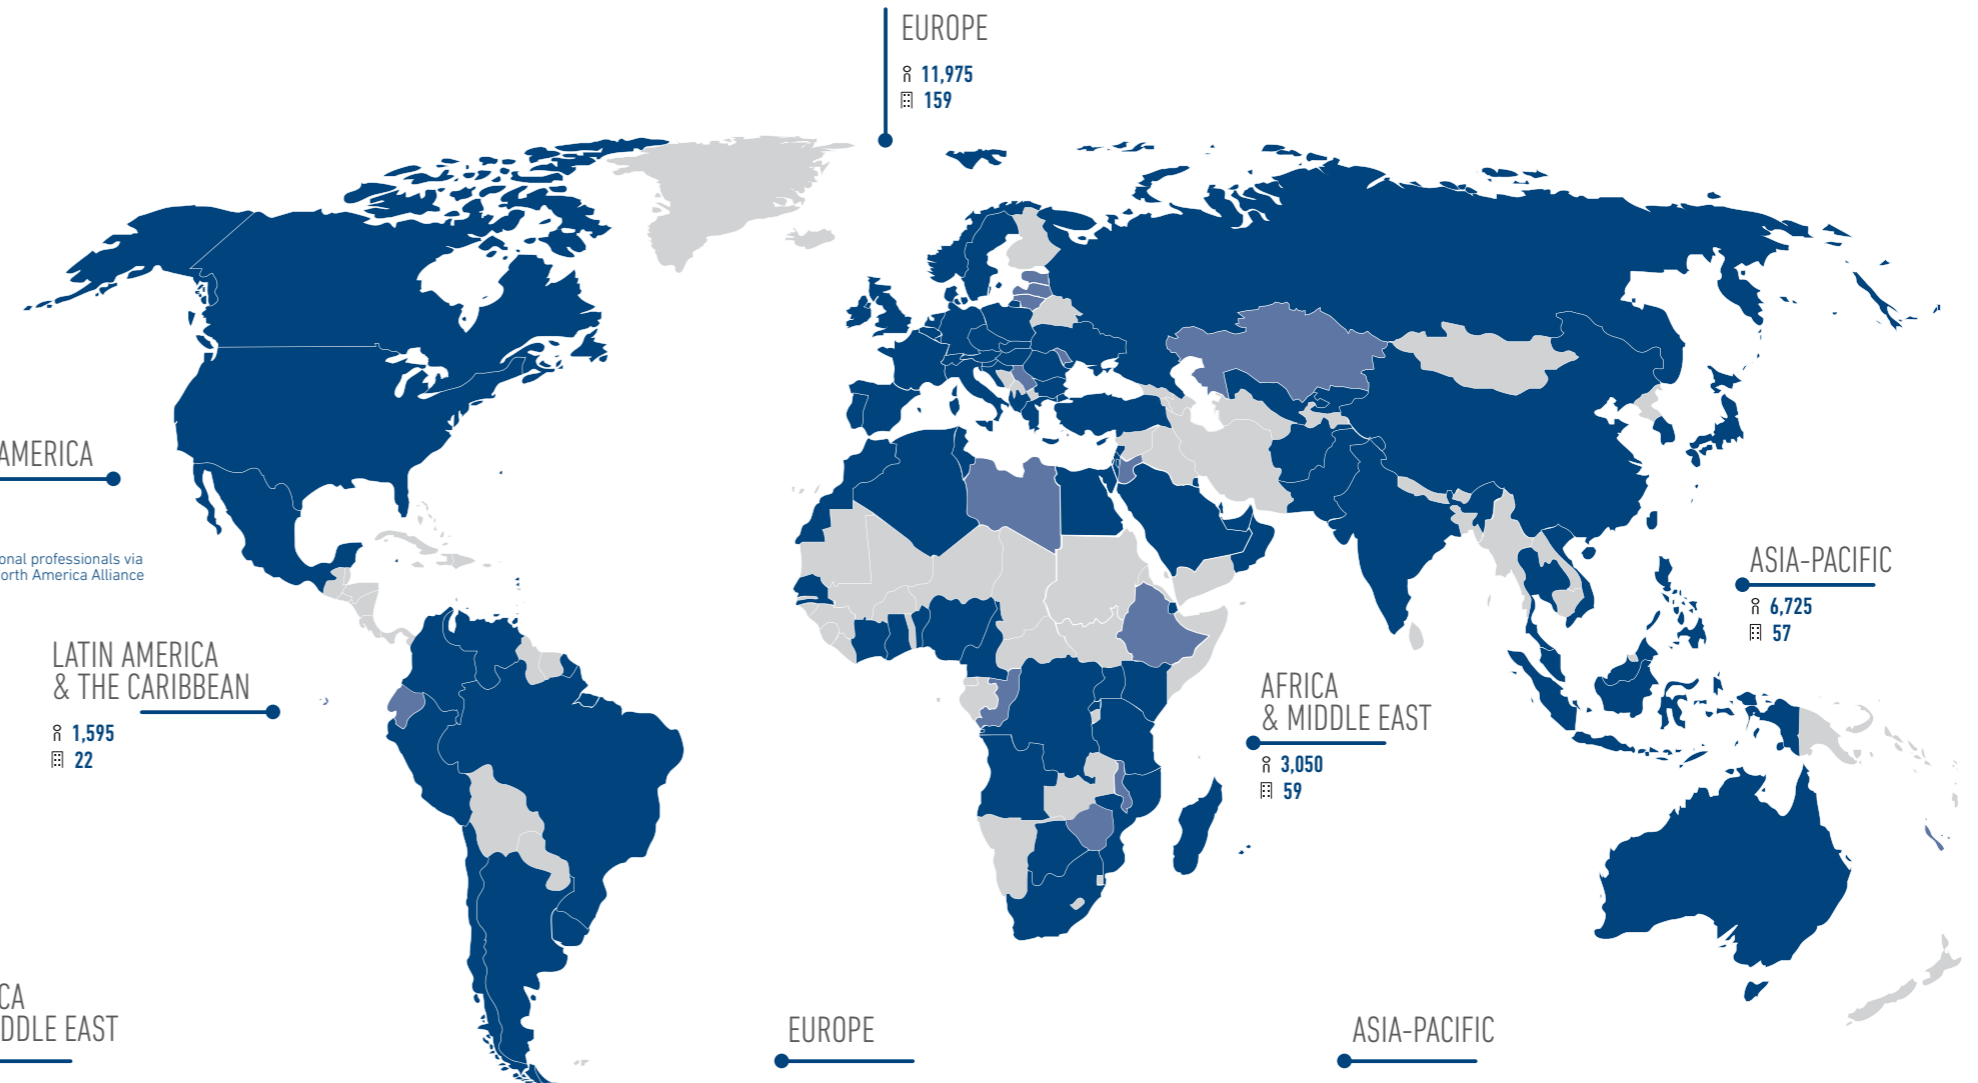 EUROPE
11,975
159
AMERICA
onal professionals via
orth America Alliance
LATIN AMERICA
& THE CARIBBEAN
1,595
22
ASIA-PACIFIC
6,725
57
AFRICA
& MIDDLE EAST
3,050
59
CA
DDLE EAST
EUROPE
ASIA-PACIFIC